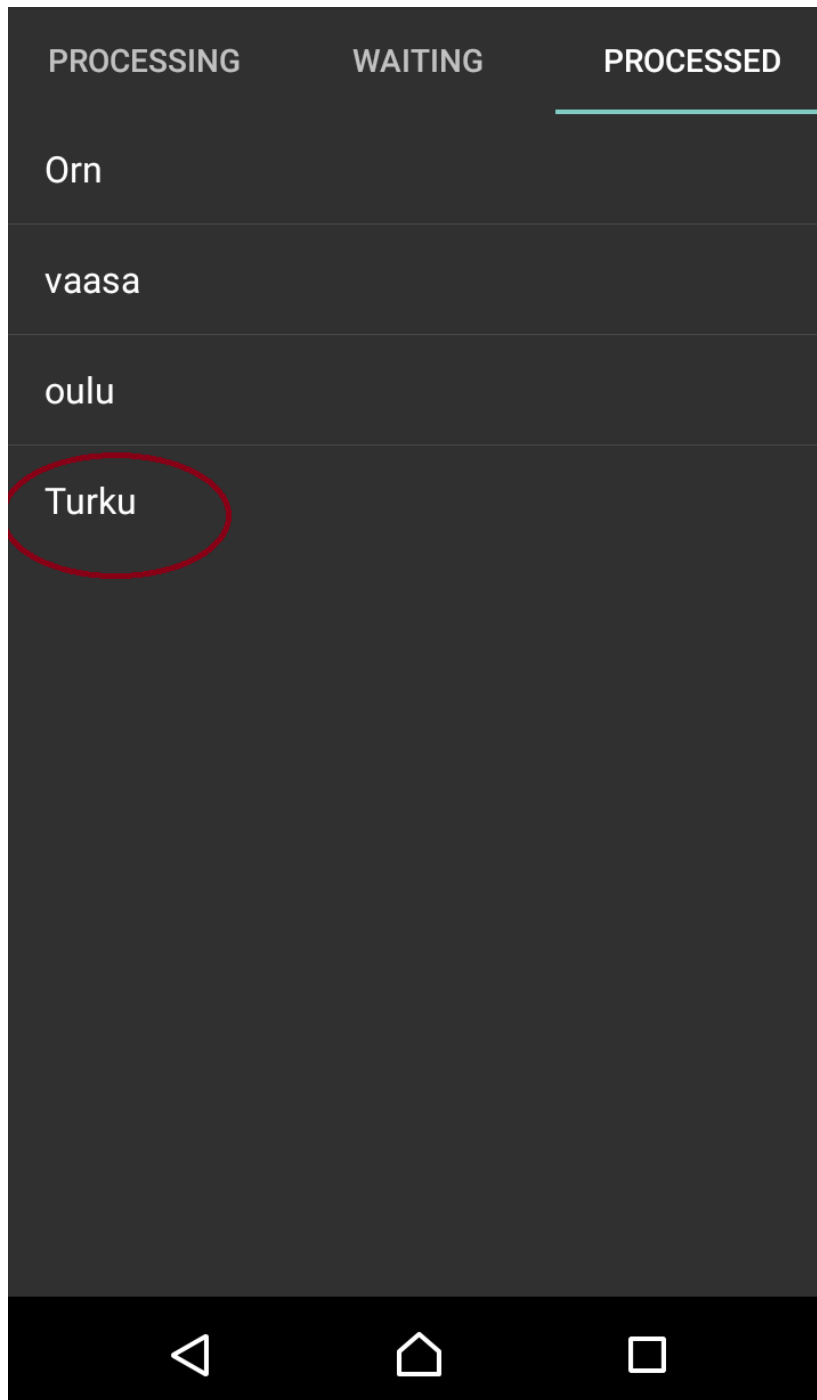 PROCESSING WAITING PROCESSED
Orn
vaasa
oulu
Turku